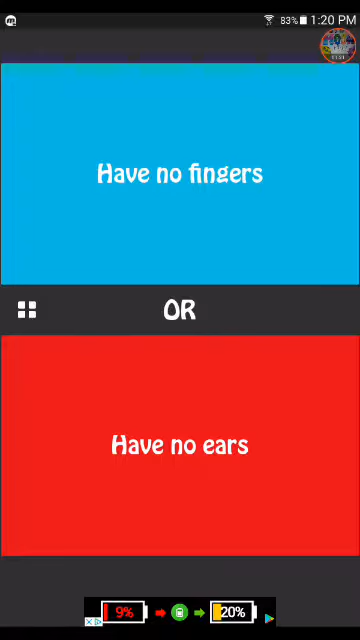 83% 1:20 PM
Have no fingers
OR
Have no ears
9% 20%